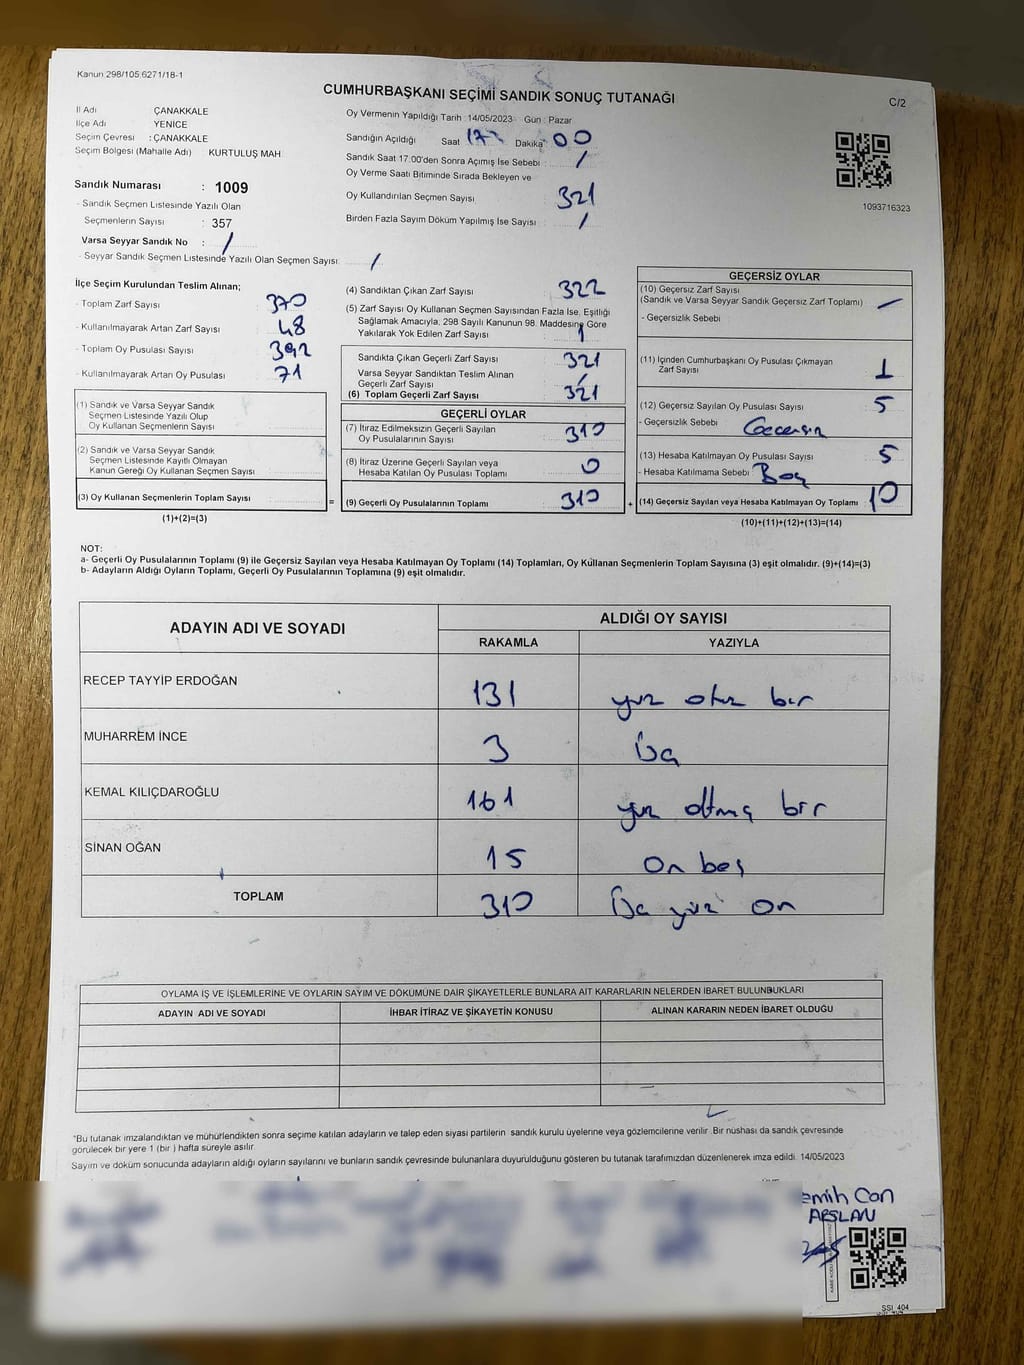 Kanun 298/105.6271/18-1
CUMHURBAŞKANI SEÇİMİ SANDIK SONUÇ TUTANAĞI
C/2
İl Adı ÇANAKKALE
İlçe Adı YENİCE
Seçim Çevresi : ÇANAKKALE
Seçim Bölgesi (Mahalle Adı) KURTULUŞ MAH
Sandık Numarası : 1009
- Sandık Seçmen Listesinde Yazılı Olan
Seçmenlerin Sayısı : 357
Varsa Seyyar Sandık No : /
- Seyyar Sandık Seçmen Listesinde Yazılı Olan Seçmen Sayısı: /
Oy Vermenin Yapıldığı Tarih :14/05/2023 Gün : Pazar
Sandığın Açıldığı Saat 17 Dakika 00
Sandık Saat 17:00'den Sonra Açımış İse Sebebi : /
Oy Verme Saati Bitiminde Sırada Bekleyen ve
Oy Kullandırılan Seçmen Sayısı 321
Birden Fazla Sayım Döküm Yapılmış İse Sayısı : /
1093716323
İlçe Seçim Kurulundan Teslim Alınan;
- Toplam Zarf Sayısı : 370
- Kullanılmayarak Artan Zarf Sayısı : 48
- Toplam Oy Pusulası Sayısı : 392
- Kullanılmayarak Artan Oy Pusulası : 71
(1) Sandık ve Varsa Seyyar Sandık
Seçmen Listesinde Yazılı Olup
Oy Kullanan Seçmenlerin Sayısı
(2) Sandık ve Varsa Seyyar Sandık
Seçmen Listesinde Kayıtlı Olmayan
Kanun Gereği Oy Kullanan Seçmen Sayısı
(3) Oy Kullanan Seçmenlerin Toplam Sayısı =
(1)+(2)=(3)
(4) Sandıktan Çıkan Zarf Sayısı : 322
(5) Zarf Sayısı Oy Kullanan Seçmen Sayısından Fazla İse, Eşitliği
Sağlamak Amacıyla, 298 Sayılı Kanunun 98. Maddesine Göre
Yakılarak Yok Edilen Zarf Sayısı : 1
Sandıkta Çıkan Geçerli Zarf Sayısı : 321
Varsa Seyyar Sandıktan Teslim Alınan
Geçerli Zarf Sayısı : /
(6) Toplam Geçerli Zarf Sayısı : 321
GEÇERLİ OYLAR
(7) İtiraz Edilmeksizin Geçerli Sayılan
Oy Pusulalarının Sayısı : 310
(8) İtiraz Üzerine Geçerli Sayılan veya
Hesaba Katılan Oy Pusulası Toplamı : 0
(9) Geçerli Oy Pusulalarının Toplamı : 310 +
GEÇERSİZ OYLAR
(10) Geçersiz Zarf Sayısı
(Sandık ve Varsa Seyyar Sandık Geçersiz Zarf Toplamı) : —
- Geçersizlik Sebebi
(11) İçinden Cumhurbaşkanı Oy Pusulası Çıkmayan
Zarf Sayısı 1
(12) Geçersiz Sayılan Oy Pusulası Sayısı : 5
- Geçersizlik Sebebi Geçersiz
(13) Hesaba Katılmayan Oy Pusulası Sayısı : 5
- Hesaba Katılmama Sebebi : Boş
(14) Geçersiz Sayılan veya Hesaba Katılmayan Oy Toplamı : 10
(10)+(11)+(12)+(13)=(14)
NOT:
a- Geçerli Oy Pusulalarının Toplamı (9) ile Geçersiz Sayılan veya Hesaba Katılmayan Oy Toplamı (14) Toplamları, Oy Kullanan Seçmenlerin Toplam Sayısına (3) eşit olmalıdır. (9)+(14)=(3)
b- Adayların Aldığı Oyların Toplamı, Geçerli Oy Pusulalarının Toplamına (9) eşit olmalıdır.
ADAYIN ADI VE SOYADI ALDIĞI OY SAYISI
RAKAMLA YAZIYLA
RECEP TAYYİP ERDOĞAN 131 yuz otuz bır
MUHARREM İNCE 3 üç
KEMAL KILIÇDAROĞLU 161 yuz altmış bir
SİNAN OĞAN 15 On beş
TOPLAM 310 üç yüz On
OYLAMA İŞ VE İŞLEMLERİNE VE OYLARIN SAYIM VE DÖKÜMÜNE DAİR ŞİKAYETLERLE BUNLARA AİT KARARLARIN NELERDEN İBARET BULUNDUKLARI
ADAYIN ADI VE SOYADI İHBAR İTİRAZ VE ŞİKAYETİN KONUSU ALINAN KARARIN NEDEN İBARET OLDUĞU
*Bu tutanak imzalandıktan ve mühürlendikten sonra seçime katılan adayların ve talep eden siyasi partilerin sandık kurulu üyelerine veya gözlemcilerine verilir. Bir nüshası da sandık çevresinde
görülecek bir yere 1 (bir ) hafta süreyle asılır
Sayım ve döküm sonucunda adayların aldığı oyların sayılarını ve bunların sandık çevresinde bulunanlara duyurulduğunu gösteren bu tutanak tarafımızdan düzenlenerek imza edildi. 14/05/2023
emih Can
ARSLAN
SSI_404